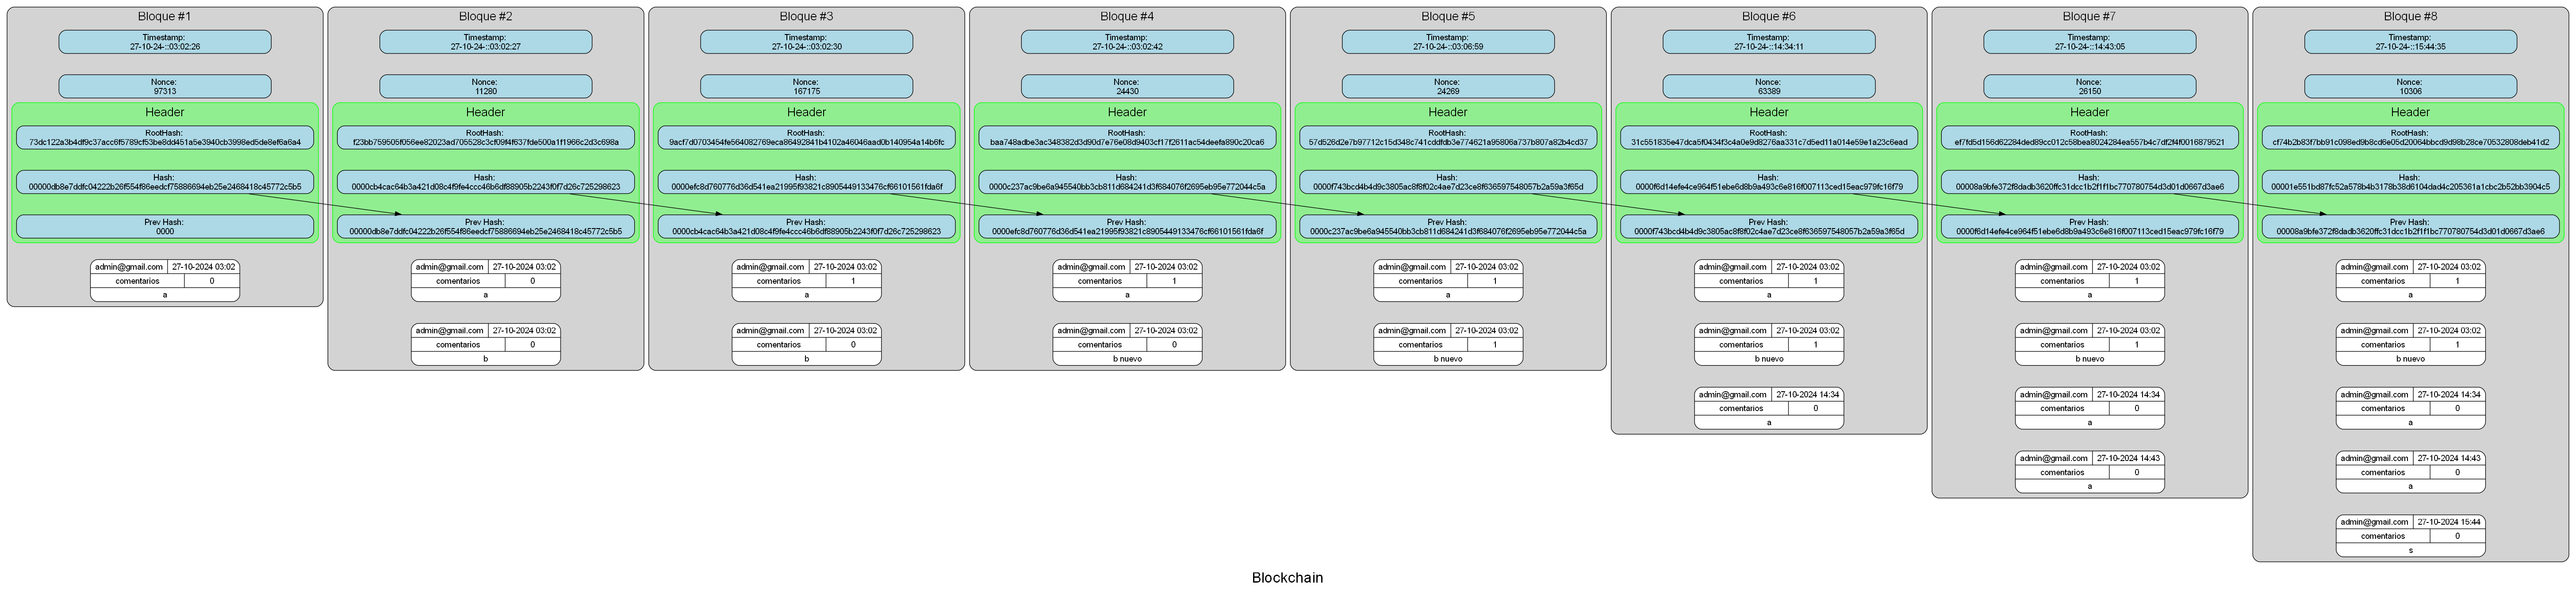 Bloque #1
Timestamp:
27-10-24-::03:02:26
Nonce:
97313
Header
RootHash:
73dc122a3b4df9c37acc6f5789cf53be8dd451a5e3940cb3998ed5de8ef6a6a4
Hash:
00000db8e7ddfc04222b26f554f86eedcf75886694eb25e2468418c45772c5b5
Prev Hash:
0000
admin@gmail.com 27-10-2024 03:02
comentarios 0
a
Bloque #2
Timestamp:
27-10-24-::03:02:27
Nonce:
11280
Header
RootHash:
f23bb759505f056ee82023ad705528c3cf09f4f637fde500a1f1966c2d3c698a
Hash:
0000cb4cac64b3a421d08c4f9fe4ccc46b6df88905b2243f0f7d26c725298623
Prev Hash:
00000db8e7ddfc04222b26f554f86eedcf75886694eb25e2468418c45772c5b5
admin@gmail.com 27-10-2024 03:02
comentarios 0
a
admin@gmail.com 27-10-2024 03:02
comentarios 0
b
Bloque #3
Timestamp:
27-10-24-::03:02:30
Nonce:
167175
Header
RootHash:
9acf7d0703454fe564082769eca86492841b4102a46046aad0b140954a14b6fc
Hash:
0000efc8d760776d36d541ea21995f93821c8905449133476cf66101561fda6f
Prev Hash:
0000cb4cac64b3a421d08c4f9fe4ccc46b6df88905b2243f0f7d26c725298623
admin@gmail.com 27-10-2024 03:02
comentarios 1
a
admin@gmail.com 27-10-2024 03:02
comentarios 0
b
Bloque #4
Timestamp:
27-10-24-::03:02:42
Nonce:
24430
Header
RootHash:
baa748adbe3ac348382d3d90d7e76e08d9403cf17f2611ac54deefa890c20ca6
Hash:
0000c237ac9be6a945540bb3cb811d684241d3f684076f2695eb95e772044c5a
Prev Hash:
0000efc8d760776d36d541ea21995f93821c8905449133476cf66101561fda6f
admin@gmail.com 27-10-2024 03:02
comentarios 1
a
admin@gmail.com 27-10-2024 03:02
comentarios 0
b nuevo
Bloque #5
Timestamp:
27-10-24-::03:06:59
Nonce:
24269
Header
RootHash:
57d526d2e7b97712c15d348c741cddfdb3e774621a95806a737b807a82b4cd37
Hash:
0000f743bcd4b4d9c3805ac8f8f02c4ae7d23ce8f636597548057b2a59a3f65d
Prev Hash:
0000c237ac9be6a945540bb3cb811d684241d3f684076f2695eb95e772044c5a
admin@gmail.com 27-10-2024 03:02
comentarios 1
a
admin@gmail.com 27-10-2024 03:02
comentarios 1
b nuevo
Bloque #6
Timestamp:
27-10-24-::14:34:11
Nonce:
63389
Header
RootHash:
31c551835e47dca5f0434f3c4a0e9d8276aa331c7d5ed11a014e59e1a23c6ead
Hash:
0000f6d14efe4ce964f51ebe6d8b9a493c6e816f007113ced15eac979fc16f79
Prev Hash:
0000f743bcd4b4d9c3805ac8f8f02c4ae7d23ce8f636597548057b2a59a3f65d
admin@gmail.com 27-10-2024 03:02
comentarios 1
a
admin@gmail.com 27-10-2024 03:02
comentarios 1
b nuevo
admin@gmail.com 27-10-2024 14:34
comentarios 0
a
Bloque #7
Timestamp:
27-10-24-::14:43:05
Nonce:
26150
Header
RootHash:
ef7fd5d156d62284ded89cc012c58bea8024284ea557b4c7df2f4f0016879521
Hash:
00008a9bfe372f8dadb3620ffc31dcc1b2f1f1bc770780754d3d01d0667d3ae6
Prev Hash:
0000f6d14efe4ce964f51ebe6d8b9a493c6e816f007113ced15eac979fc16f79
admin@gmail.com 27-10-2024 03:02
comentarios 1
a
admin@gmail.com 27-10-2024 03:02
comentarios 1
b nuevo
admin@gmail.com 27-10-2024 14:34
comentarios 0
a
admin@gmail.com 27-10-2024 14:43
comentarios 0
a
Bloque #8
Timestamp:
27-10-24-::15:44:35
Nonce:
10306
Header
RootHash:
cf74b2b83f7bb91c098ed9b8cd6e05d20064bbcd9d98b28ce70532808deb41d2
Hash:
00001e551bd87fc52a578b4b3178b38d6104dad4c205361a1cbc2b52bb3904c5
Prev Hash:
00008a9bfe372f8dadb3620ffc31dcc1b2f1f1bc770780754d3d01d0667d3ae6
admin@gmail.com 27-10-2024 03:02
comentarios 1
a
admin@gmail.com 27-10-2024 03:02
comentarios 1
b nuevo
admin@gmail.com 27-10-2024 14:34
comentarios 0
a
admin@gmail.com 27-10-2024 14:43
comentarios 0
a
admin@gmail.com 27-10-2024 15:44
comentarios 0
s
Blockchain